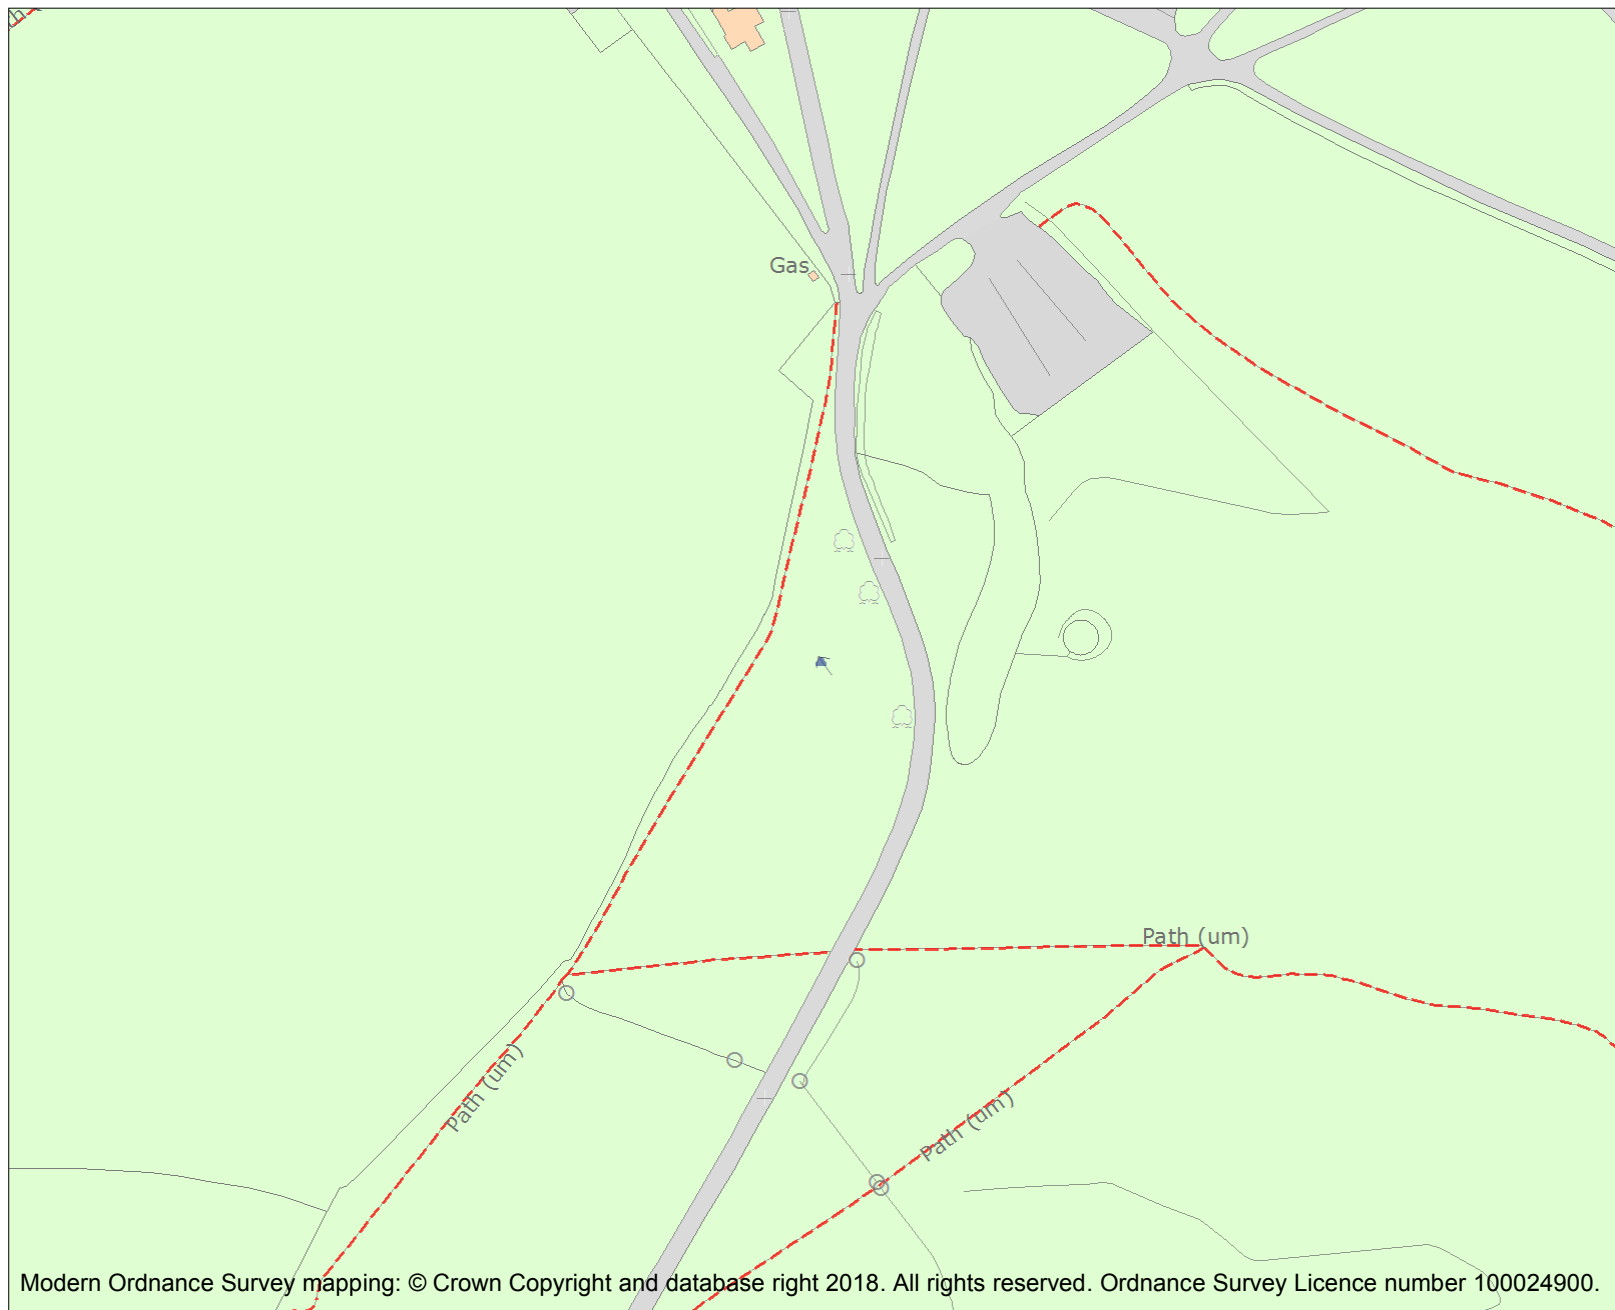 Gas
Path (um)
Path (um)
Path (um)
Modern Ordnance Survey mapping: © Crown Copyright and database right 2018. All rights reserved. Ordnance Survey Licence number 100024900.